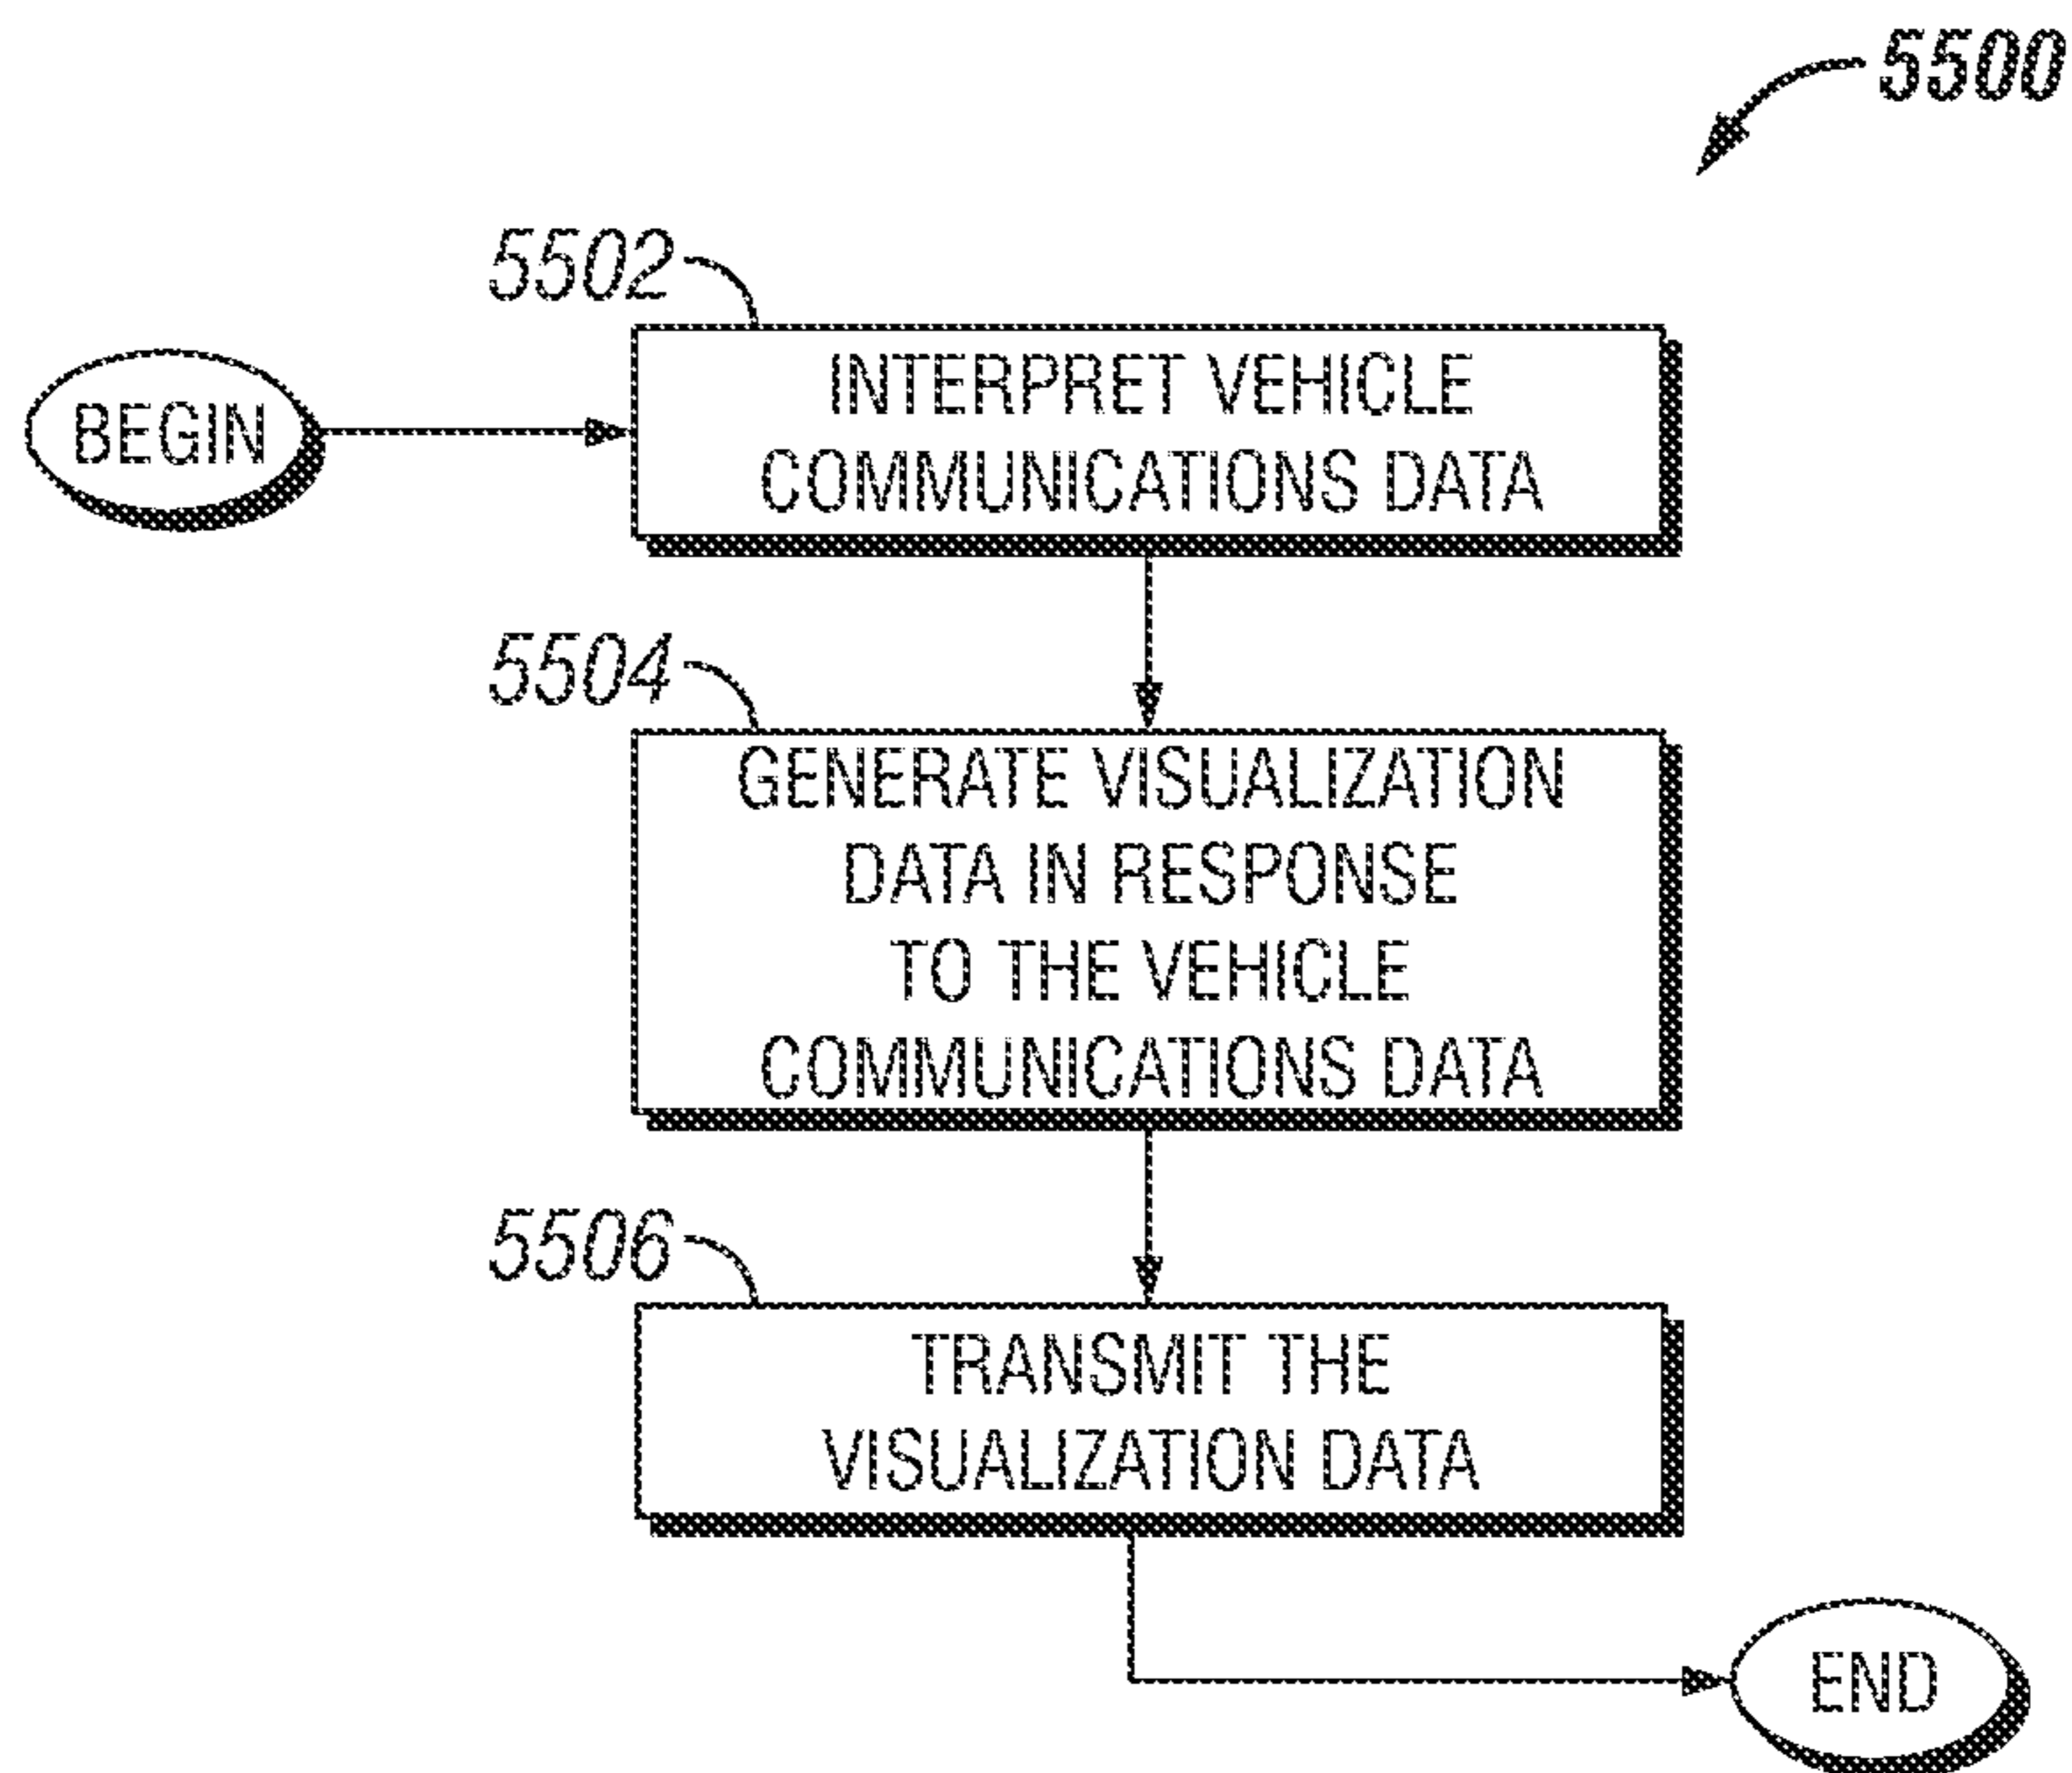 5500
5502
BEGIN
INTERPRET VEHICLE
COMMUNICATIONS DATA
5504
GENERATE VISUALIZATION
DATA IN RESPONSE
TO THE VEHICLE
COMMUNICATIONS DATA
5506
TRANSMIT THE
VISUALIZATION DATA
END